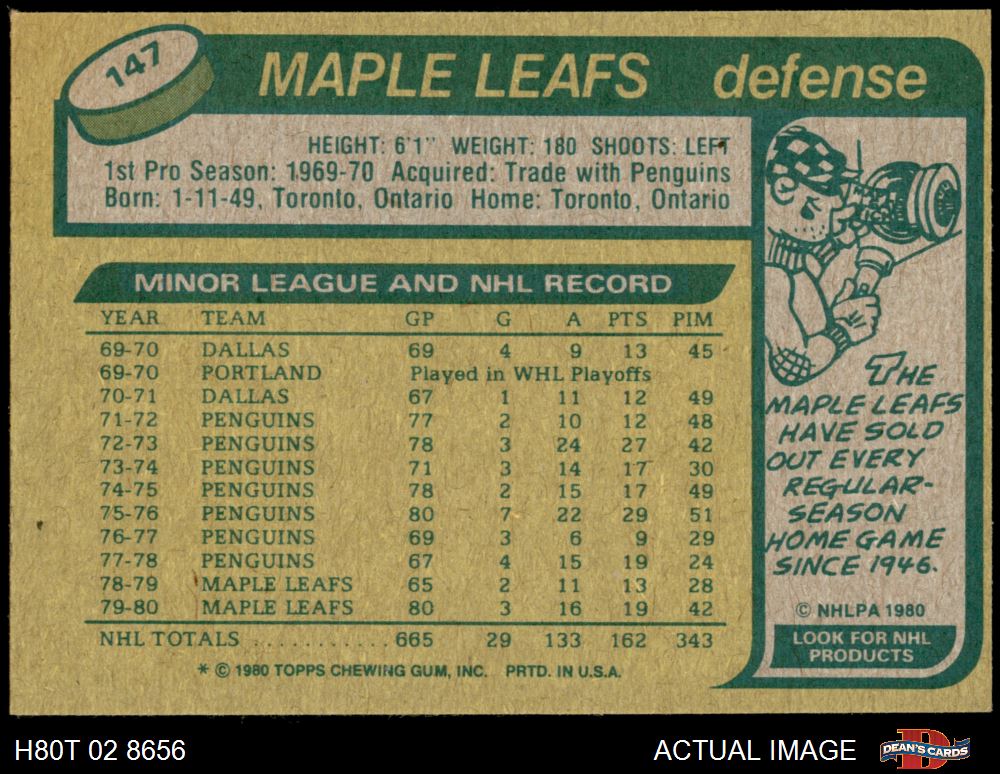 147
MAPLE LEAFS defense
HEIGHT: 6'1" WEIGHT: 180 SHOOTS: LEFT
1st Pro Season: 1969-70 Acquired: Trade with Penguins
Born: 1-11-49, Toronto, Ontario Home: Toronto, Ontario
MINOR LEAGUE AND NHL RECORD
YEAR TEAM GP G A PTS PIM
69-70 DALLAS 69 4 9 13 45
69-70 PORTLAND Played in WHL Playoffs
70-71 DALLAS 67 1 11 12 49
71-72 PENGUINS 77 2 10 12 48
72-73 PENGUINS 78 3 24 27 42
73-74 PENGUINS 71 3 14 17 30
74-75 PENGUINS 78 2 15 17 49
75-76 PENGUINS 80 7 22 29 51
76-77 PENGUINS 69 3 6 9 29
77-78 PENGUINS 67 4 15 19 24
78-79 MAPLE LEAFS 65 2 11 13 28
79-80 MAPLE LEAFS 80 3 16 19 42
NHL TOTALS ........... 665 29 133 162 343
* © 1980 TOPPS CHEWING GUM, INC. PRTD. IN U.S.A.
THE
MAPLE LEAFS
HAVE SOLD
OUT EVERY
REGULAR-
SEASON
HOME GAME
SINCE 1946.
© NHLPA 1980
LOOK FOR NHL
PRODUCTS
H80T 02 8656
ACTUAL IMAGE
D
DEAN'S CARDS